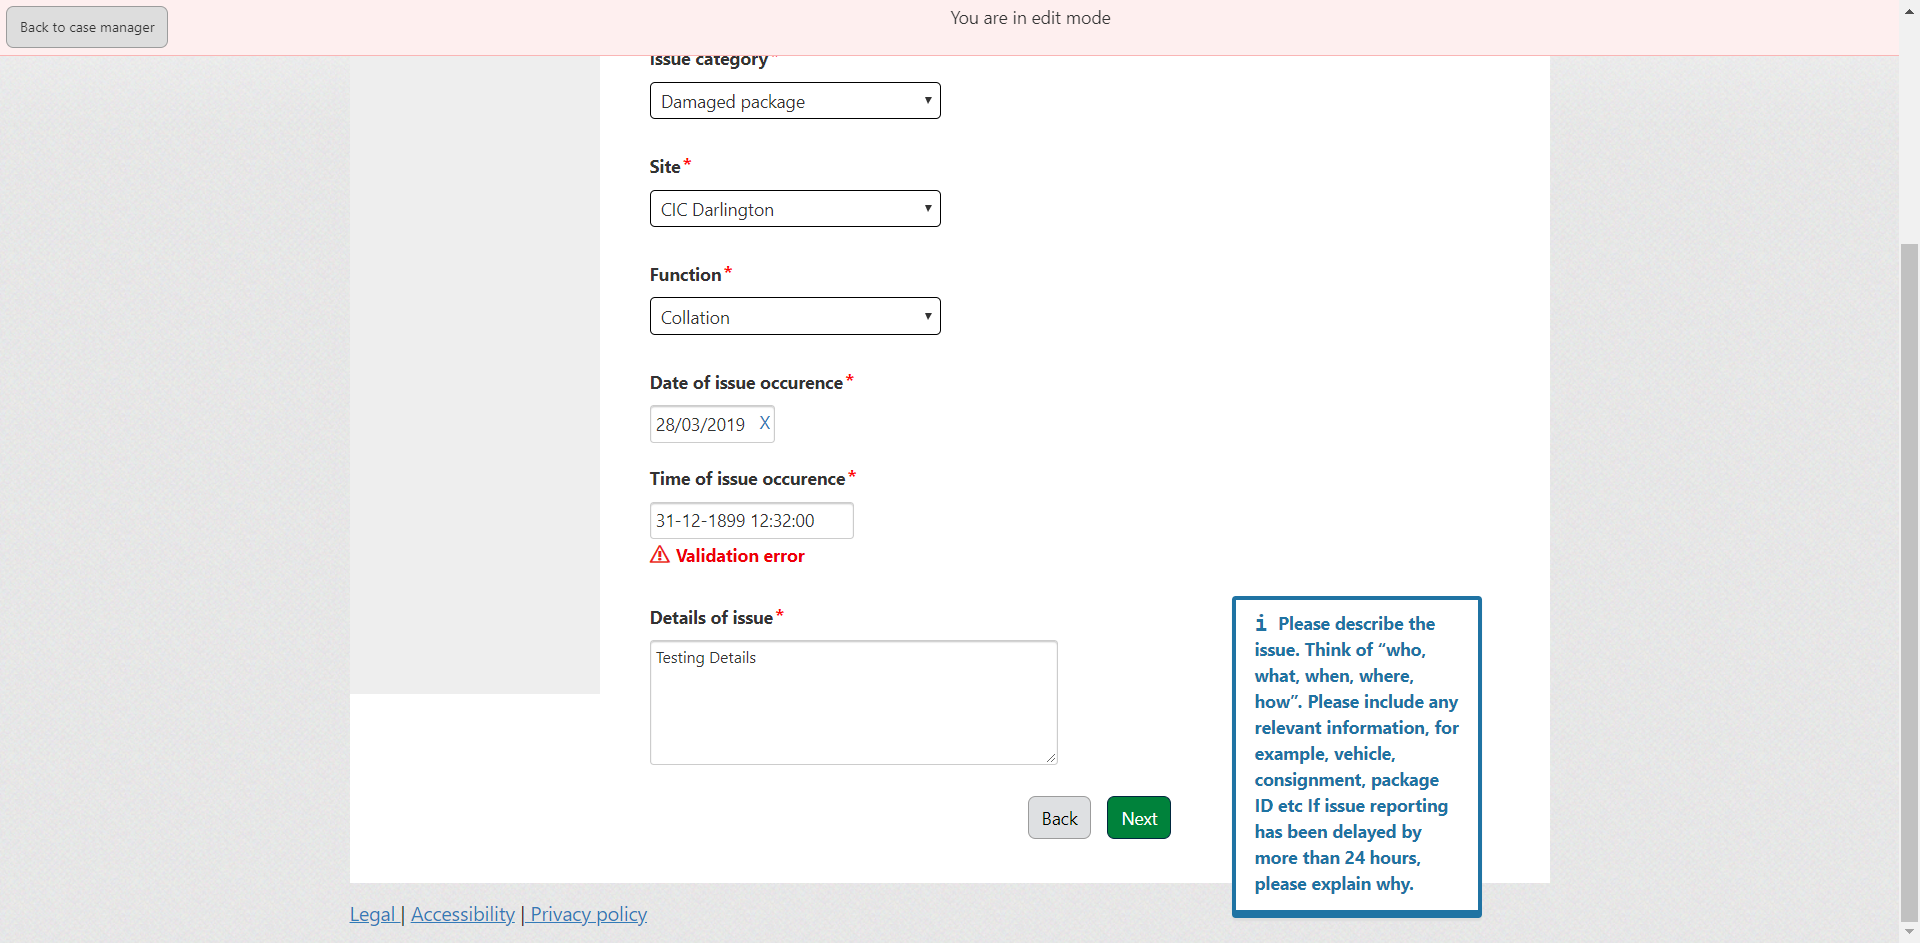 Back to case manager
You are in edit mode
Issue category*
Damaged package
Site*
CIC Darlington
Function*
Collation
Date of issue occurence*
28/03/2019 X
Time of issue occurence*
31-12-1899 12:32:00
Validation error
Details of issue*
Testing Details
i Please describe the
issue. Think of “who,
what, when, where,
how”. Please include any
relevant information, for
example, vehicle,
consignment, package
ID etc If issue reporting
has been delayed by
more than 24 hours,
please explain why.
Back Next
Legal | Accessibility | Privacy policy